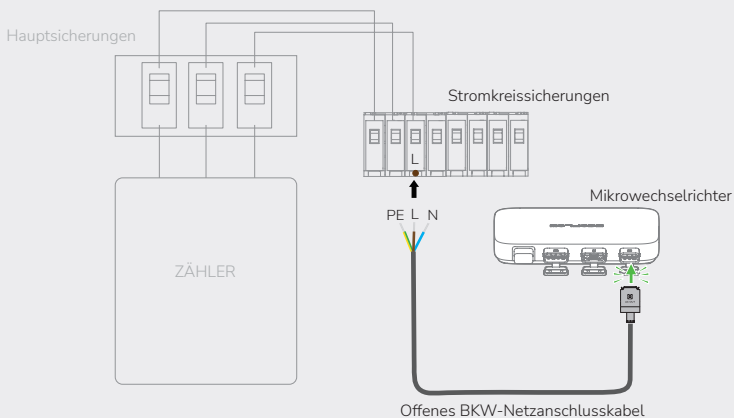 Hauptsicherungen
Stromkreissicherungen
L
Mikrowechselrichter
PE L N
ZÄHLER
Offenes BKW-Netzanschlusskabel